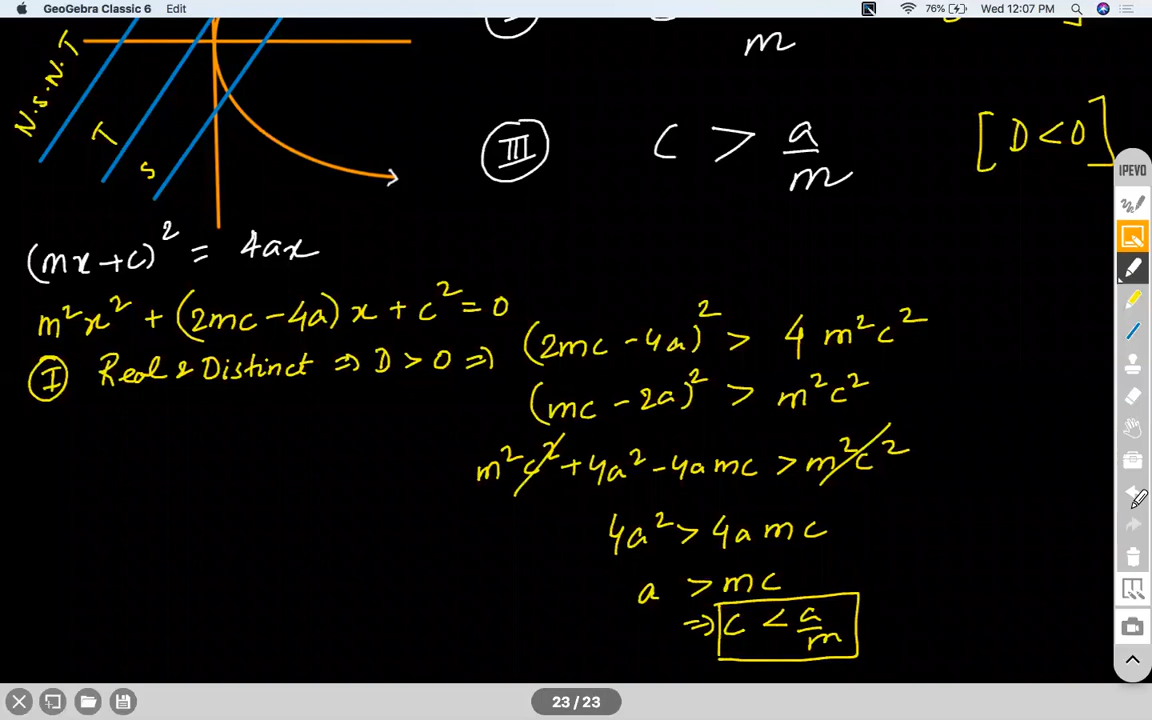 GeoGebra Classic 6 Edit 76% Wed 12:07 PM
N.S.N.T
T
S
m
III c > a/m [D<0]
(mx+c)² = 4ax
m²x² + (2mc-4a)x + c² = 0
I Real & Distinct ⇒ D > 0 ⇒ (2mc-4a)² > 4m²c²
(mc-2a)² > m²c²
m²c² + 4a² - 4amc > m²c²
4a² > 4amc
a > mc
⇒ c < a/m
IPEVO
23 / 23